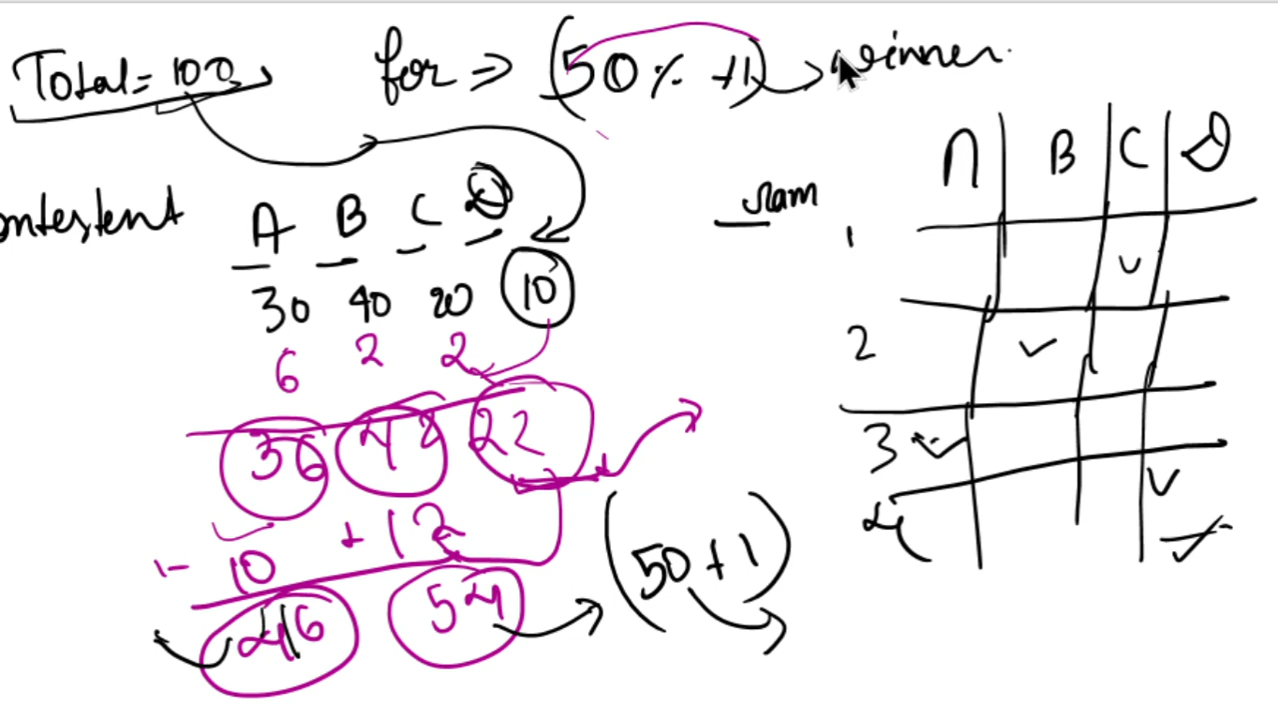 Total = 100 for => (50 % +1) → winner
ontestent A B C D
30 40 20 10
6 2 2
36 42 22
10 + 12
46 54 (50 + 1)
ram
A B C D
1
2
3
4